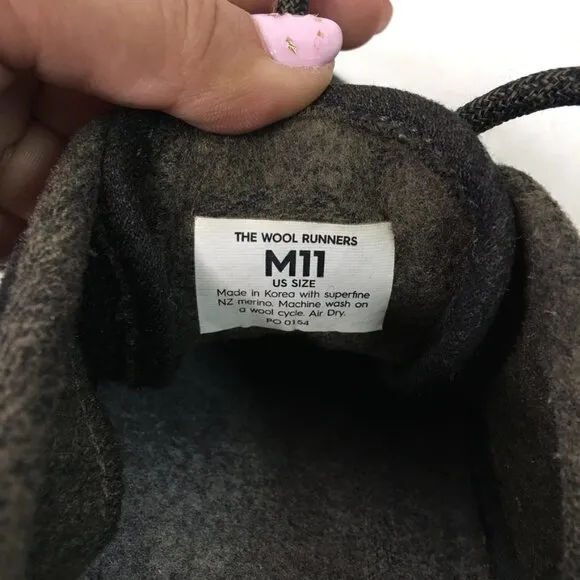 THE WOOL RUNNERS
M11
US SIZE
Made in Korea with superfine
NZ merino. Machine wash on
a wool cycle. Air Dry.
PO 0154